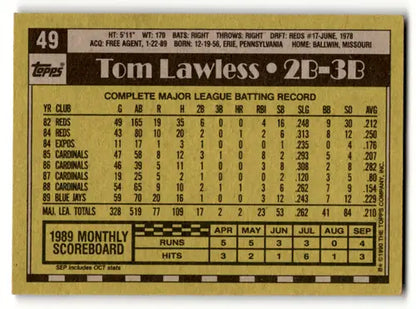 49
HT: 5'11" WT: 170 BATS: RIGHT THROWS: RIGHT DRFT: REDS #17-JUNE, 1978
ACQ: FREE AGENT, 1-22-89 BORN: 12-19-56, ERIE, PENNSYLVANIA HOME: BALLWIN, MISSOURI
Topps
Tom Lawless • 2B-3B
COMPLETE MAJOR LEAGUE BATTING RECORD
YR CLUB G AB R H 2B 3B HR RBI SB SLG BB SO AVG
82 REDS 49 165 19 35 6 0 0 4 16 .248 9 30 .212
84 REDS 43 80 10 20 2 0 1 2 6 .313 8 12 .250
84 EXPOS 11 17 1 3 1 0 0 0 1 .235 0 4 .176
85 CARDINALS 47 58 8 12 3 1 0 8 2 .293 5 4 .207
86 CARDINALS 46 39 5 11 1 0 0 3 8 .308 2 8 .282
87 CARDINALS 19 25 5 2 1 0 0 0 2 .120 3 5 .080
88 CARDINALS 54 65 9 10 2 1 1 3 6 .262 7 9 .154
89 BLUE JAYS 59 70 20 16 1 0 0 3 12 .243 7 12 .229
MAJ. LEA. TOTALS 328 519 77 109 17 2 2 23 53 .262 41 84 .210
1989 MONTHLY
SCOREBOARD
SEP includes OCT stats
APR MAY JUN JUL AUG SEP
RUNS 5 5 3 3 0 4
HITS 3 2 1 6 1 3
B* © 1990 THE TOPPS COMPANY, INC.